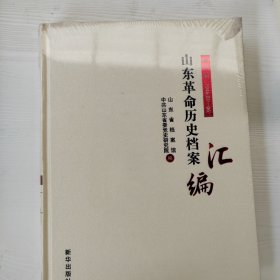 山东革命历史档案
汇编
山东省档案馆
中共山东省委党史研究院 编
新华出版社